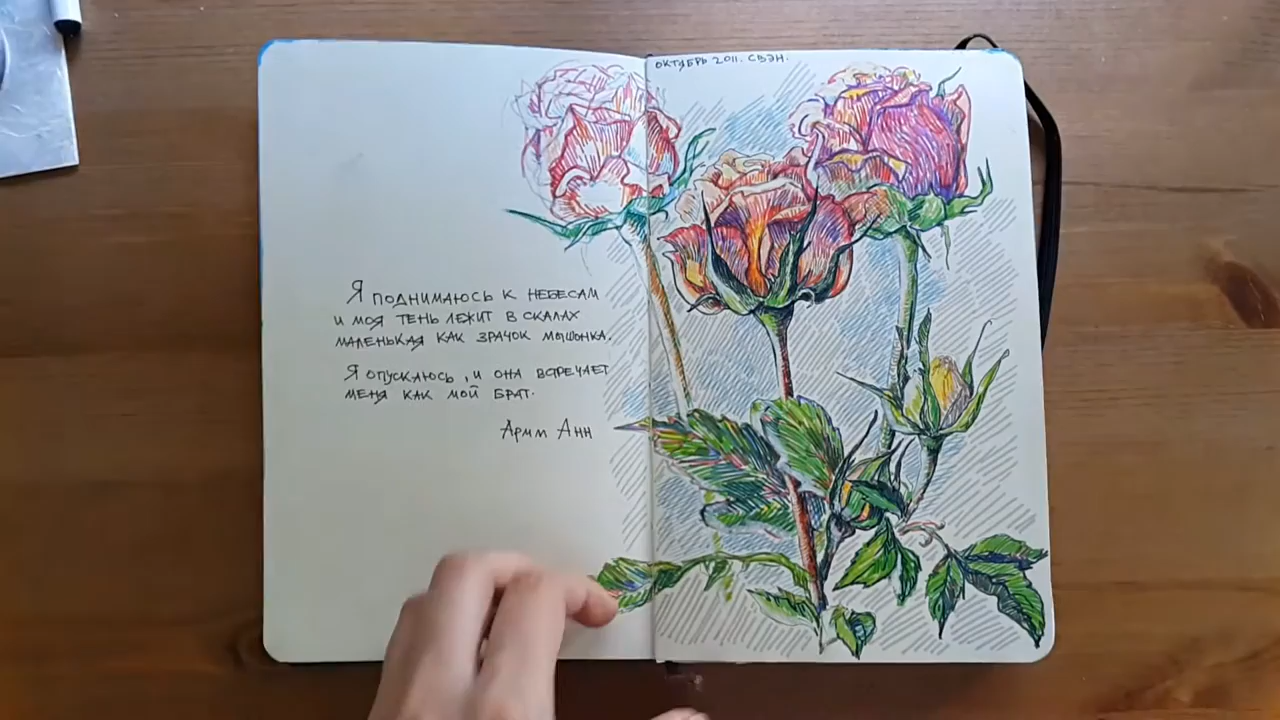 ОКТЯБРЬ 2011. СВЭН.
Я ПОДНИМАЮСЬ К НЕБЕСАМ
И МОЯ ТЕНЬ ЛЕЖИТ В СКАЛАХ
МАЛЕНЬКАЯ КАК ЗРАЧОК МЫШОНКА.
Я ОПУСКАЮСЬ, И ОНА ВСТРЕЧАЕТ
МЕНЯ КАК МОЙ БРАТ.
АРММ АНН